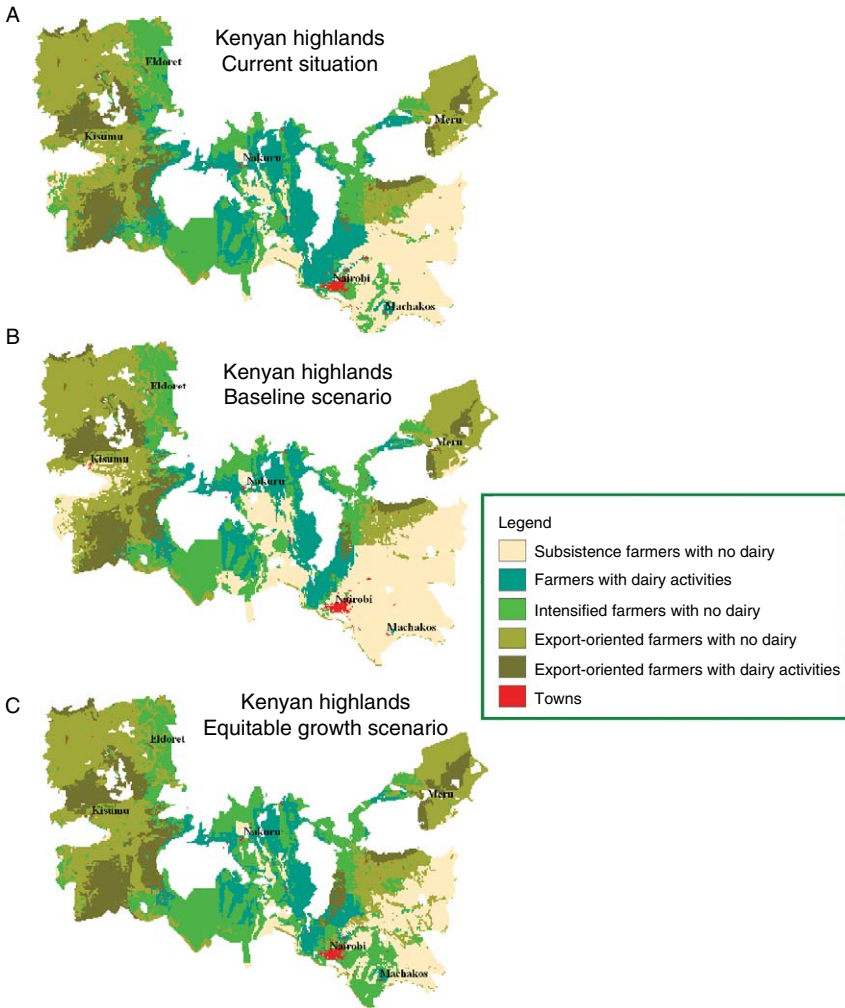 A
Kenyan highlands
Current situation
Eldoret
Meru
Kisumu
Nakuru
Nairobi
Machakos
B
Kenyan highlands
Baseline scenario
Eldoret
Meru
Kisumu
Nakuru
Nairobi
Machakos
Legend
Subsistence farmers with no dairy
Farmers with dairy activities
Intensified farmers with no dairy
Export-oriented farmers with no dairy
Export-oriented farmers with dairy activities
Towns
C
Kenyan highlands
Equitable growth scenario
Eldoret
Meru
Kisumu
Nakuru
Nairobi
Machakos